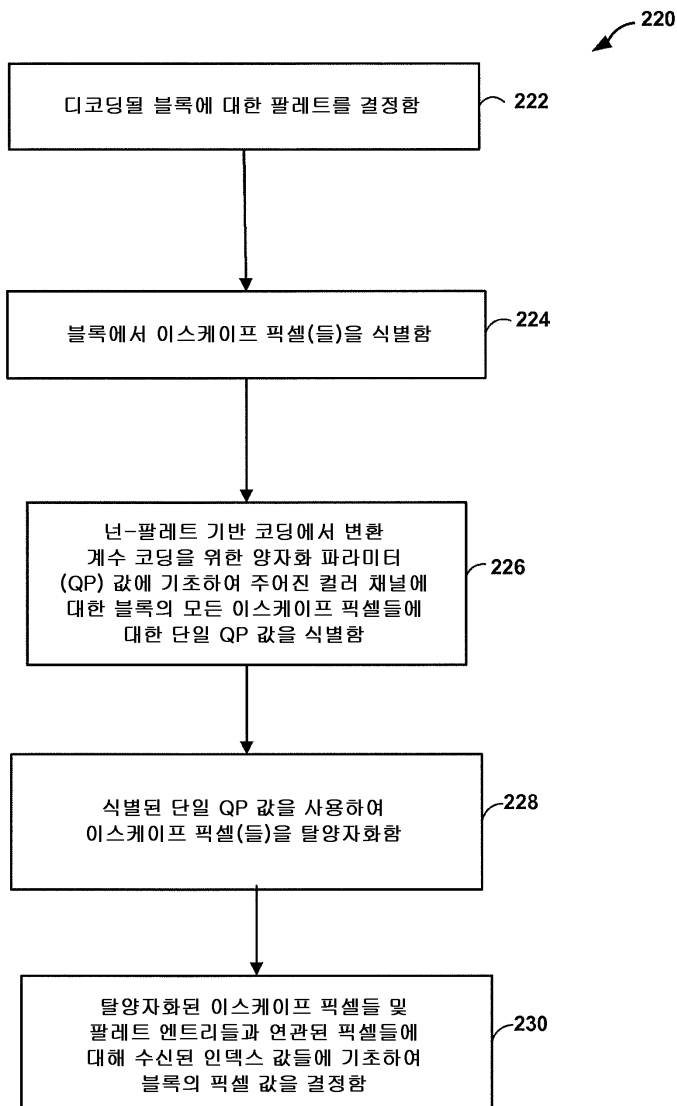 220
디코딩될 블록에 대한 팔레트를 결정함
222
블록에서 이스케이프 픽셀(들)을 식별함
224
넌-팔레트 기반 코딩에서 변환
계수 코딩을 위한 양자화 파라미터
(QP) 값에 기초하여 주어진 컬러 채널에
대한 블록의 모든 이스케이프 픽셀들에
대한 단일 QP 값을 식별함
226
식별된 단일 QP 값을 사용하여
이스케이프 픽셀(들)을 탈양자화함
228
탈양자화된 이스케이프 픽셀들 및
팔레트 엔트리들과 연관된 픽셀들에
대해 수신된 인덱스 값들에 기초하여
블록의 픽셀 값을 결정함
230